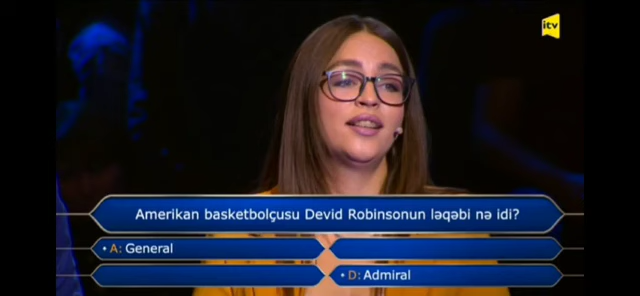 itv
Amerikan basketbolçusu Devid Robinsonun ləqəbi nə idi?
• A: General
• D: Admiral